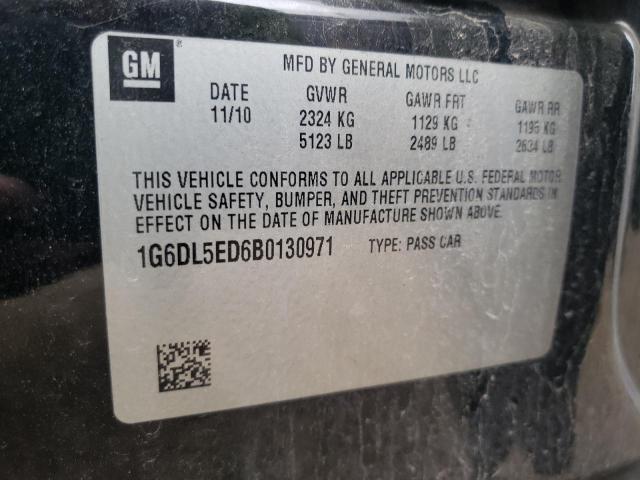 GM ®
MFD BY GENERAL MOTORS LLC
DATE GVWR GAWR FRT GAWR RR
11/10 2324 KG 1129 KG 1195 KG
5123 LB 2489 LB 2634 LB
THIS VEHICLE CONFORMS TO ALL APPLICABLE U.S. FEDERAL MOTOR
VEHICLE SAFETY, BUMPER, AND THEFT PREVENTION STANDARDS IN
EFFECT ON THE DATE OF MANUFACTURE SHOWN ABOVE.
1G6DL5ED6B0130971 TYPE: PASS CAR